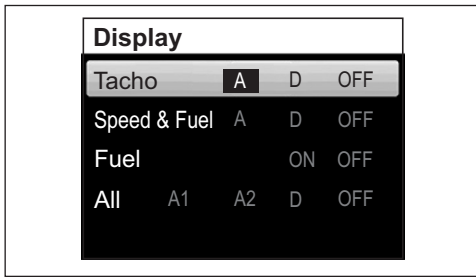 Display
Tacho A D OFF
Speed & Fuel A D OFF
Fuel ON OFF
All A1 A2 D OFF